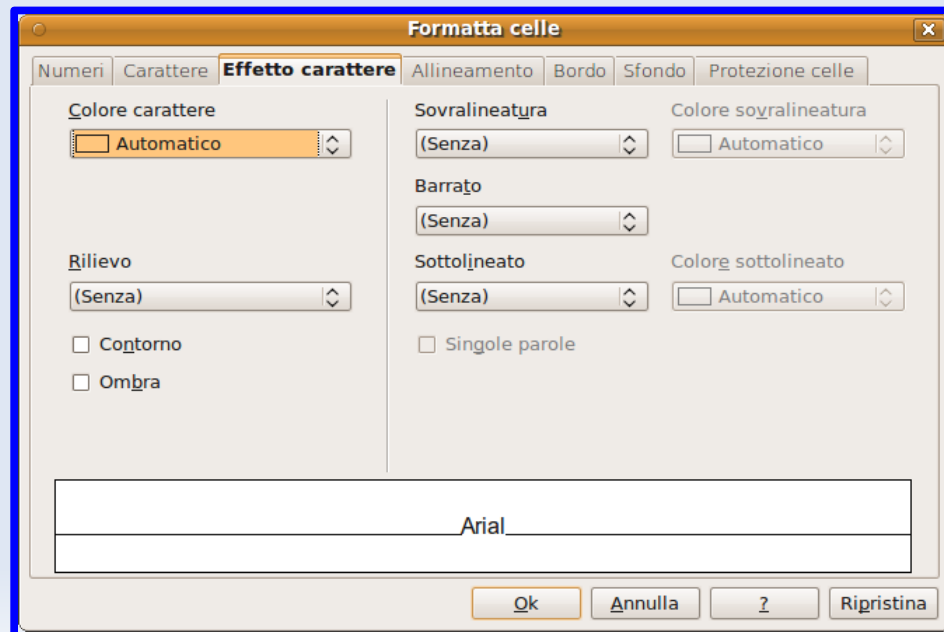 Formatta celle
Numeri Carattere Effetto carattere Allineamento Bordo Sfondo Protezione celle
Colore carattere Sovralineatura Colore sovralineatura
Automatico (Senza) Automatico
Barrato
(Senza)
Rilievo Sottolineato Colore sottolineato
(Senza) (Senza) Automatico
Contorno Singole parole
Ombra
Arial
Ok Annulla ? Ripristina